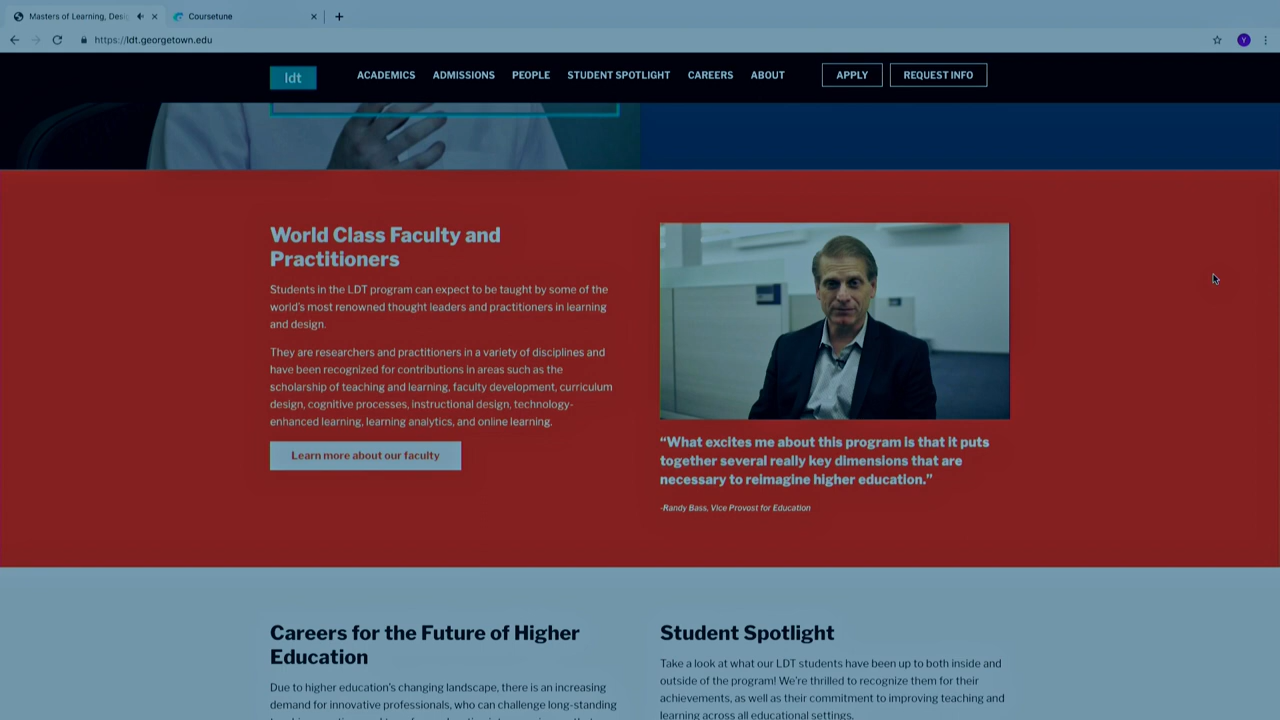 Masters of Learning, Desi
Coursetune
https://ldt.georgetown.edu
Y
ldt
ACADEMICS
ADMISSIONS
PEOPLE
STUDENT SPOTLIGHT
CAREERS
ABOUT
APPLY
REQUEST INFO
World Class Faculty and
Practitioners
Students in the LDT program can expect to be taught by some of the
world's most renowned thought leaders and practitioners in learning
and design.
They are researchers and practitioners in a variety of disciplines and
have been recognized for contributions in areas such as the
scholarship of teaching and learning, faculty development, curriculum
design, cognitive processes, instructional design, technology-
enhanced learning, learning analytics, and online learning.
Learn more about our faculty
“What excites me about this program is that it puts
together several really key dimensions that are
necessary to reimagine higher education.”
-Randy Bass, Vice Provost for Education
Careers for the Future of Higher
Education
Due to higher education's changing landscape, there is an increasing
demand for innovative professionals, who can challenge long-standing
Student Spotlight
Take a look at what our LDT students have been up to both inside and
outside of the program! We're thrilled to recognize them for their
achievements, as well as their commitment to improving teaching and
learning across all educational settings.